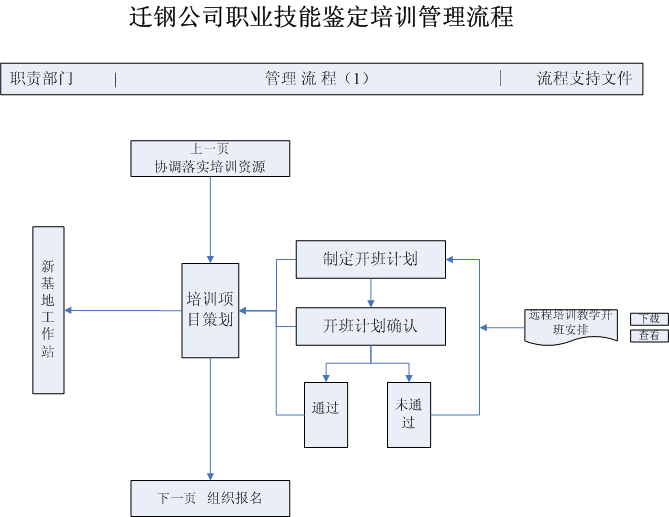 迁钢公司职业技能鉴定培训管理流程
职责部门 | 管 理 流 程（1） | 流程支持文件
上一页
协调落实培训资源
新
基
地
工
作
站
培训项
目策划
制定开班计划
开班计划确认
通过
未通
过
远程培训教学开
班安排
下载
查看
下一页 组织报名